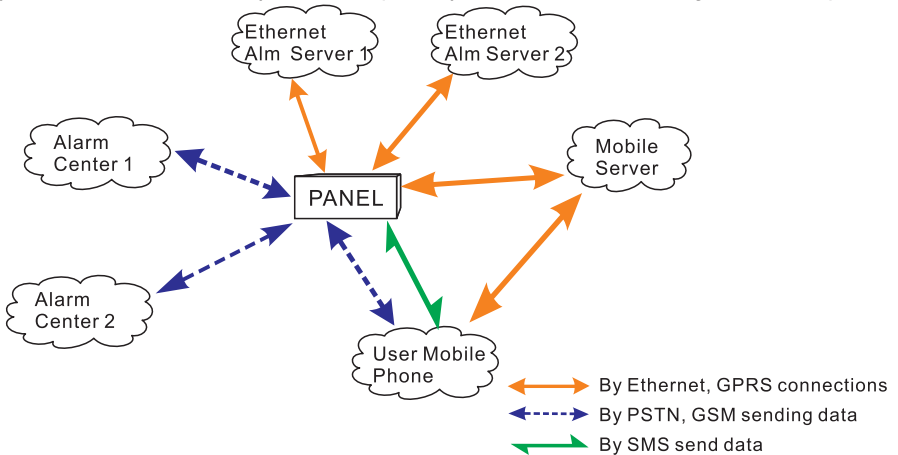 Ethernet
Alm Server 1
Ethernet
Alm Server 2
Alarm
Center 1
Mobile
Server
PANEL
Alarm
Center 2
User Mobile
Phone
By Ethernet, GPRS connections
By PSTN, GSM sending data
By SMS send data